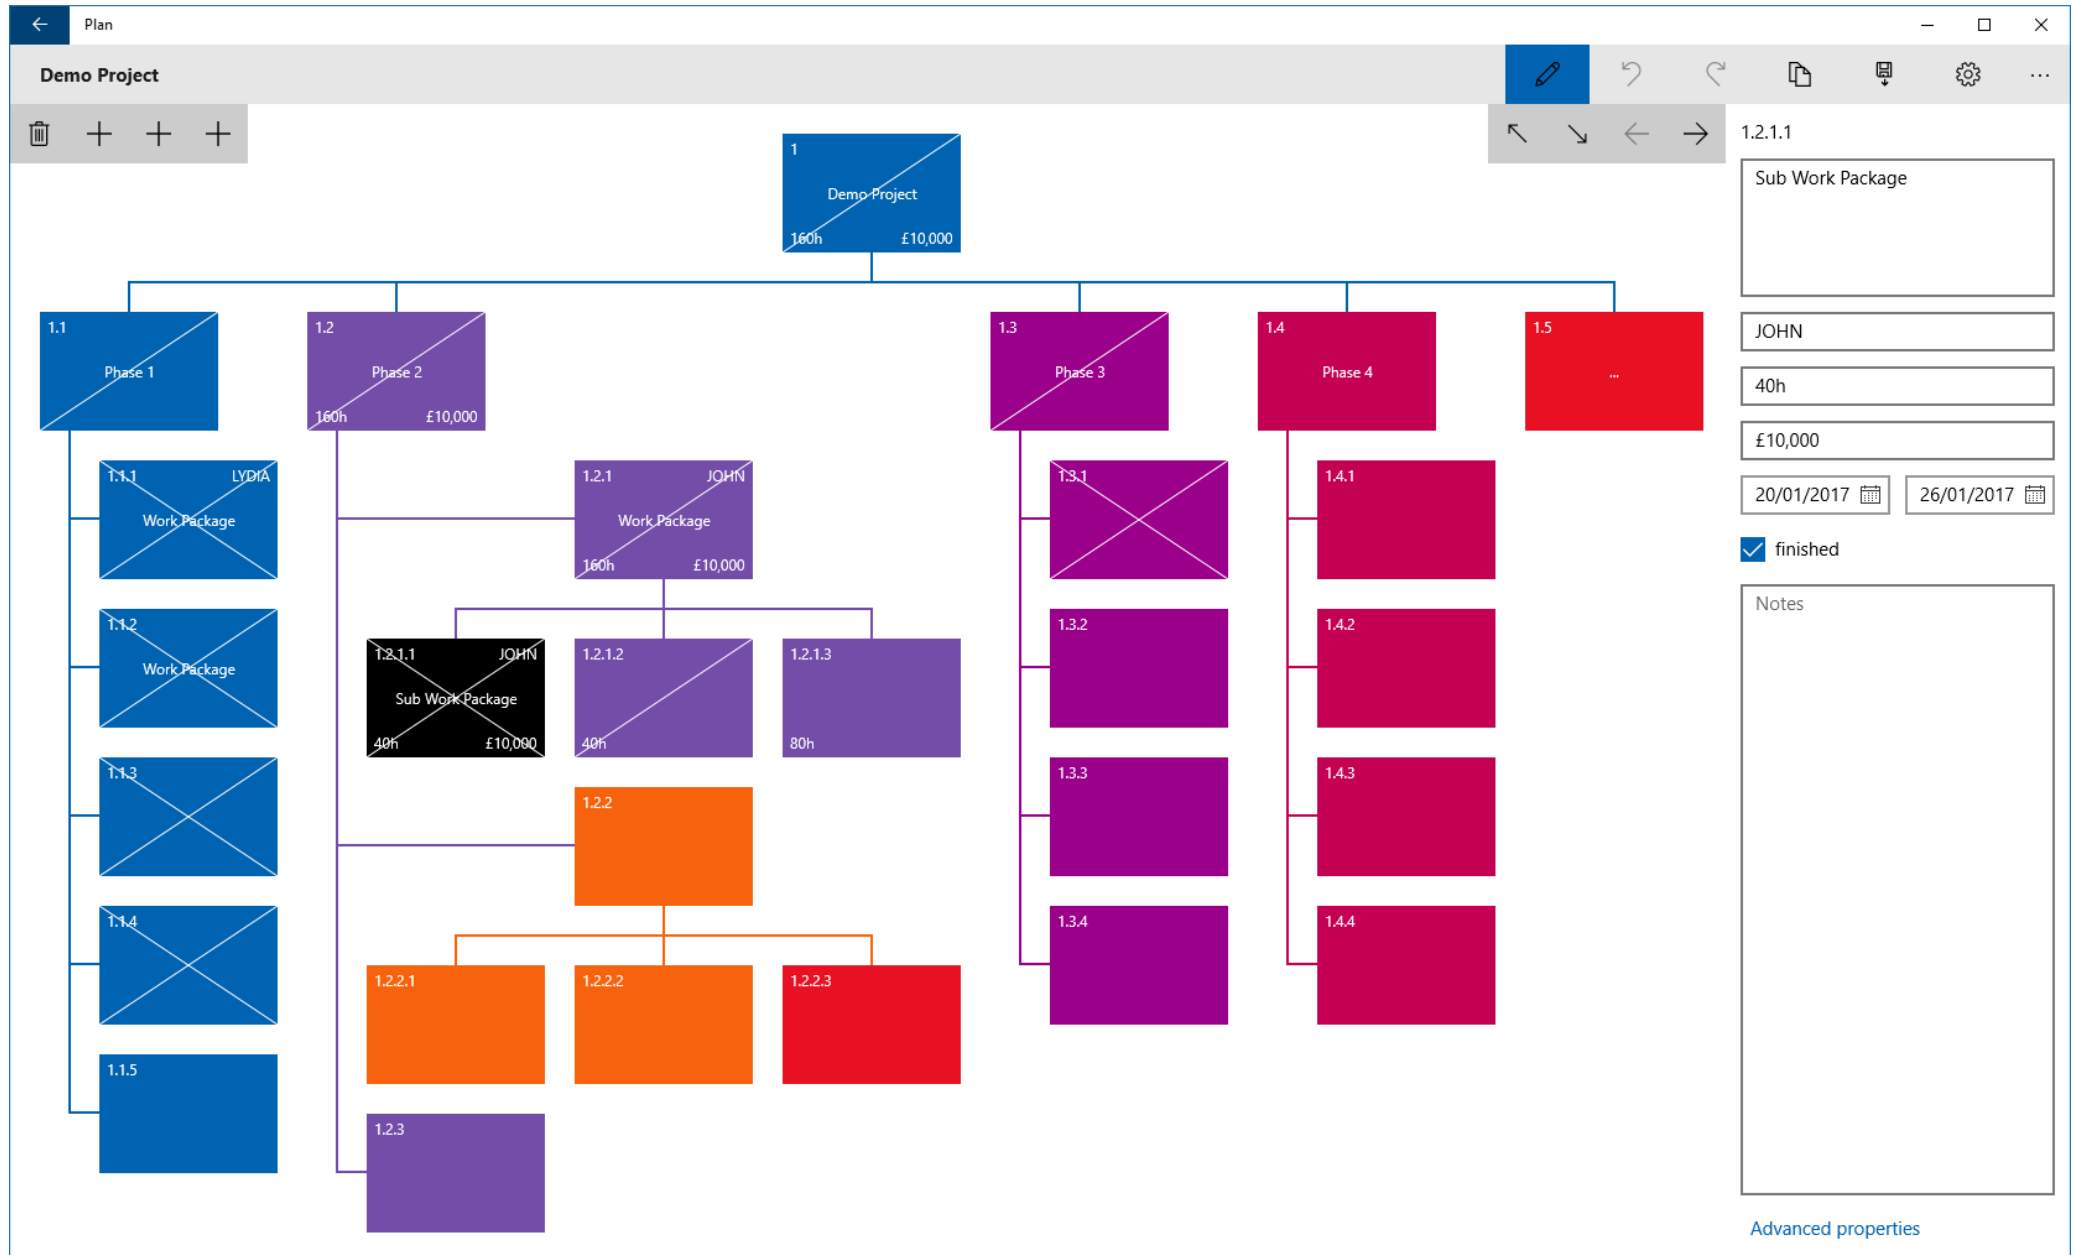 Plan
Demo Project
1
Demo Project
160h £10,000
1.1
Phase 1
1.2
Phase 2
160h £10,000
1.3
Phase 3
1.4
Phase 4
1.5
...
1.1.1 LYDIA
Work Package
1.1.2
Work Package
1.1.3
1.1.4
1.1.5
1.2.1 JOHN
Work Package
160h £10,000
1.2.1.1 JOHN
Sub Work Package
40h £10,000
1.2.1.2
40h
1.2.1.3
80h
1.2.2
1.2.2.1
1.2.2.2
1.2.2.3
1.2.3
1.3.1
1.3.2
1.3.3
1.3.4
1.4.1
1.4.2
1.4.3
1.4.4
1.2.1.1
Sub Work Package
JOHN
40h
£10,000
20/01/2017 26/01/2017
finished
Notes
Advanced properties